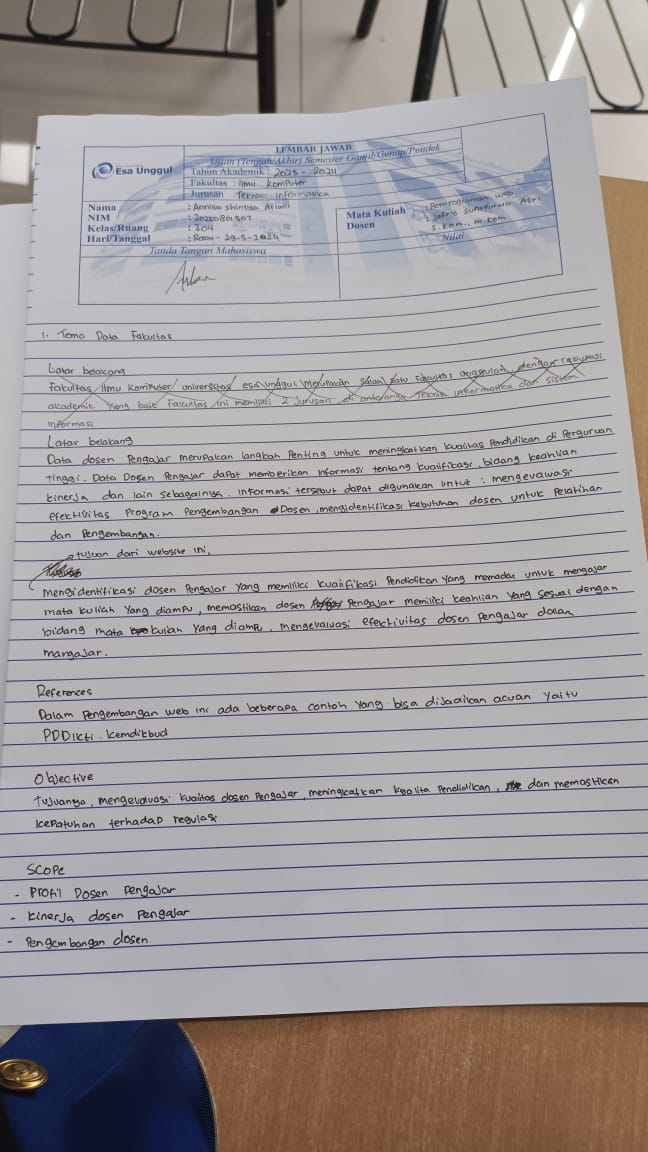 LEMBAR JAWAB
Ujian (Tengah/Akhir) Semester Ganjil/Genap/Pendek
Esa Unggul
Tahun Akademik : 2023 - 2024
Fakultas : Ilmu Komputer
Jurusan : Teknik Informatica
Nama : Annisa Shintya Ariani
NIM : 20220801507
Kelas/Ruang : 304
Hari/Tanggal : Rabu - 29-5-2024
Mata Kuliah : Pemrograman Web
Dosen : Jefry Sunupurwa Asri
S.Kom., M.Kom
Tanda Tangan Mahasiswa
Nilai
1. Tema Data Fakultas
Latar belakang
Fakultas Ilmu Komputer universitas esa unggul merupakan salah satu Fakultas unggulan, dengan reputasi
akademik yang baik Fakultas ini memiliki 2 Jurusan di antaranya Teknik Informatica dan sistem
informasi
Latar belakang
Data dosen Pengajar merupakan langkah Penting untuk meningkatkan kualitas Pendidikan di Perguruan
tinggi. Data Dosen Pengajar dapat memberikan informasi tentang kualifikasi, bidang keahlian
kinerja dan lain sebagainya. informasi tersebut dapat digunakan untuk : mengevaluasi
efektivitas Program Pengembangan Dosen, mengidentifikasi kebutuhan dosen untuk Pelatihan
dan Pengembangan.
tujuan dari website ini,
mengidentifikasi dosen Pengajar Yang memiliki kuaifikasi Pendidikan Yang memadai untuk mengajar
mata kuliah Yang diampu, memastikan dosen Pengajar memiliki keahlian Yang sesuai dengan
bidang mata kuliah Yang diampu, mengevaluasi efectivitas dosen pengajar dalam
mangajar.
References
Dalam Pengembangan web ini ada beberapa contoh Yang bisa dijadikan acuan Yaitu
PDDikti.kemdikbud
Objective
Tujuanya, mengevaluasi kualitas dosen Pengajar, meningkatkan kualita Pendidikan, dan memastikan
kepatuhan terhadap regulasi
Scope
- Profil Dosen Pengajar
- Kinerja dosen Pengajar
- Pengembangan dosen